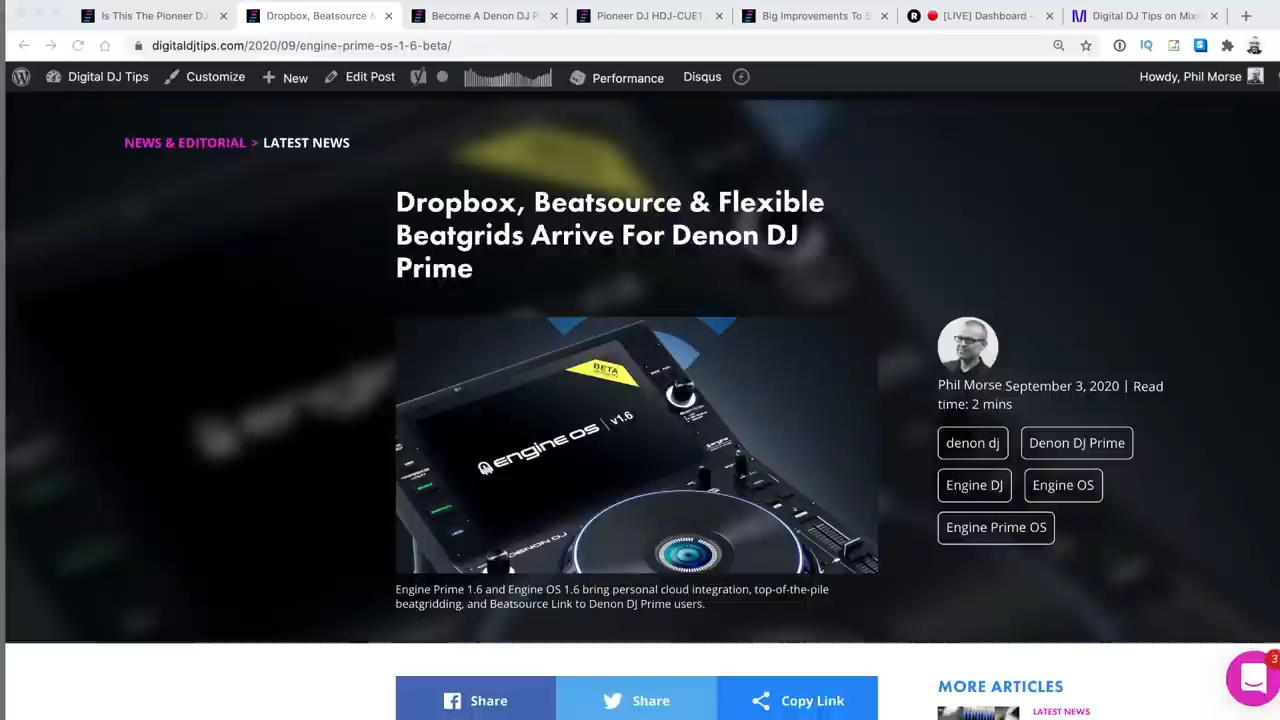 Is This The Pioneer DJ
Dropbox, Beatsource &
Become A Denon DJ P
Pioneer DJ HDJ-CUE1
Big Improvements To S
[LIVE] Dashboard -
Digital DJ Tips on Mix
digitaldjtips.com/2020/09/engine-prime-os-1-6-beta/
Digital DJ Tips
Customize
New
Edit Post
Performance
Disqus
Howdy, Phil Morse
NEWS & EDITORIAL > LATEST NEWS
Dropbox, Beatsource & Flexible
Beatgrids Arrive For Denon DJ
Prime
BETA
engine os | v1.6
DENON DJ
Engine Prime 1.6 and Engine OS 1.6 bring personal cloud integration, top-of-the-pile
beatgridding, and Beatsource Link to Denon DJ Prime users.
Phil Morse September 3, 2020 | Read
time: 2 mins
denon dj
Denon DJ Prime
Engine DJ
Engine OS
Engine Prime OS
Share
Share
Copy Link
3
MORE ARTICLES
LATEST NEWS